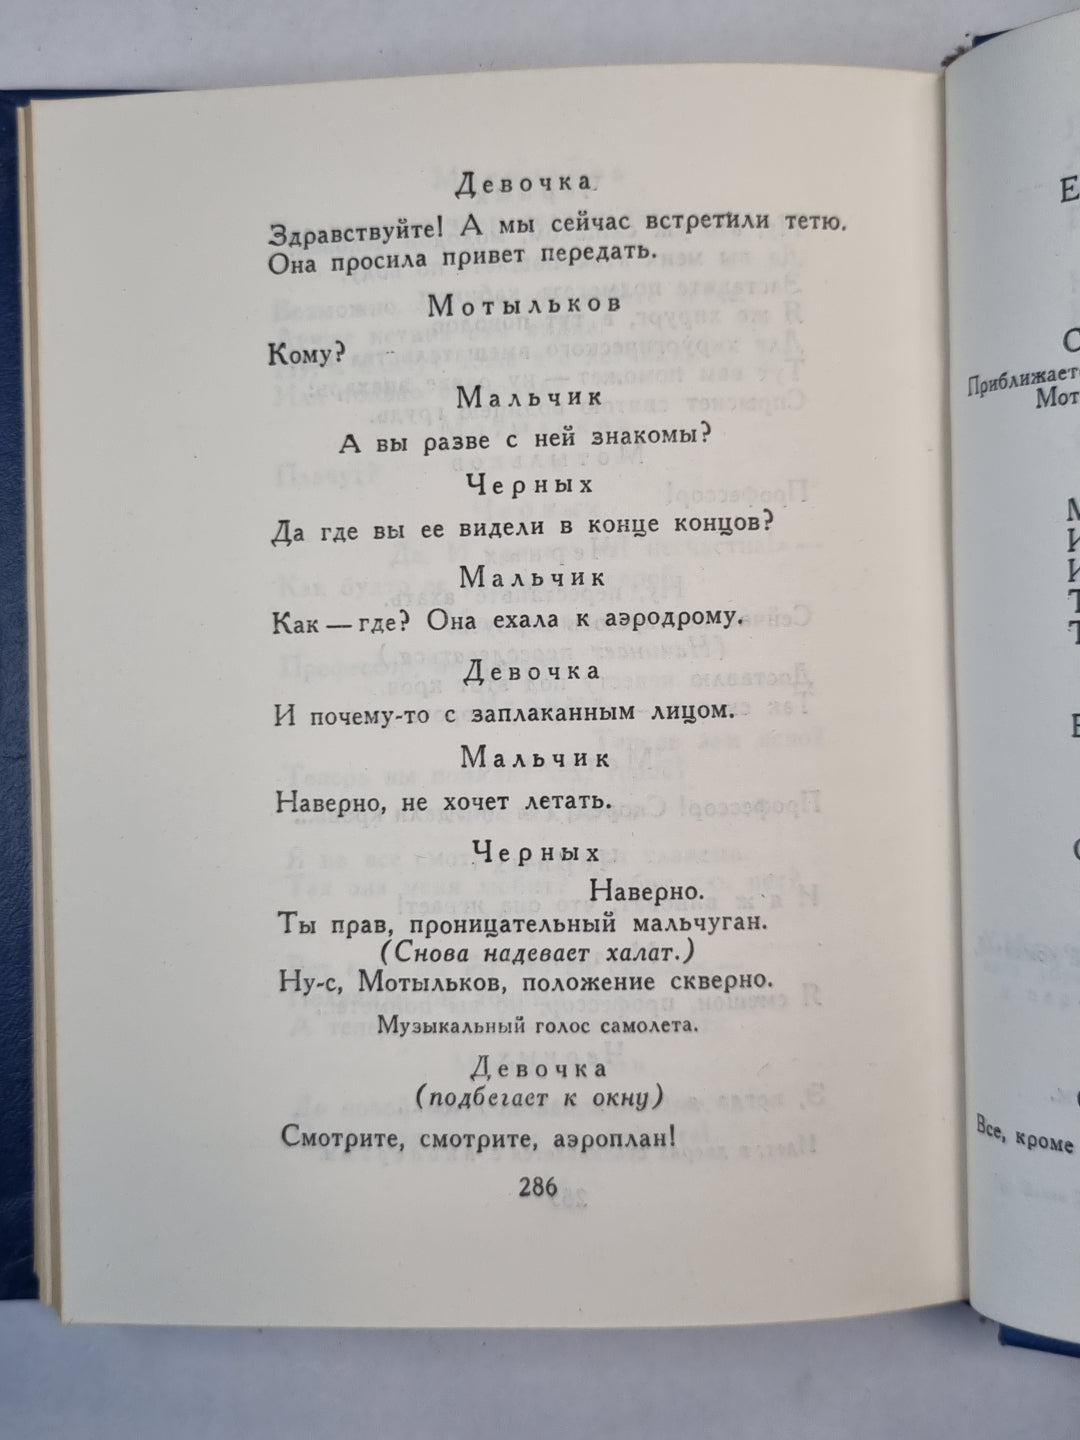 Девочка
Здравствуйте! А мы сейчас встретили тетю.
Она просила привет передать.
Мотыльков
Кому?
Мальчик
А вы разве с ней знакомы?
Черных
Да где вы ее видели в конце концов?
Мальчик
Как — где? Она ехала к аэродрому.
Девочка
И почему-то с заплаканным лицом.
Мальчик
Наверно, не хочет летать.
Черных
Наверно.
Ты прав, проницательный мальчуган.
(Снова надевает халат.)
Ну-с, Мотыльков, положение скверно.
Музыкальный голос самолета.
Девочка
(подбегает к окну)
Смотрите, смотрите, аэроплан!
286
Все, кроме